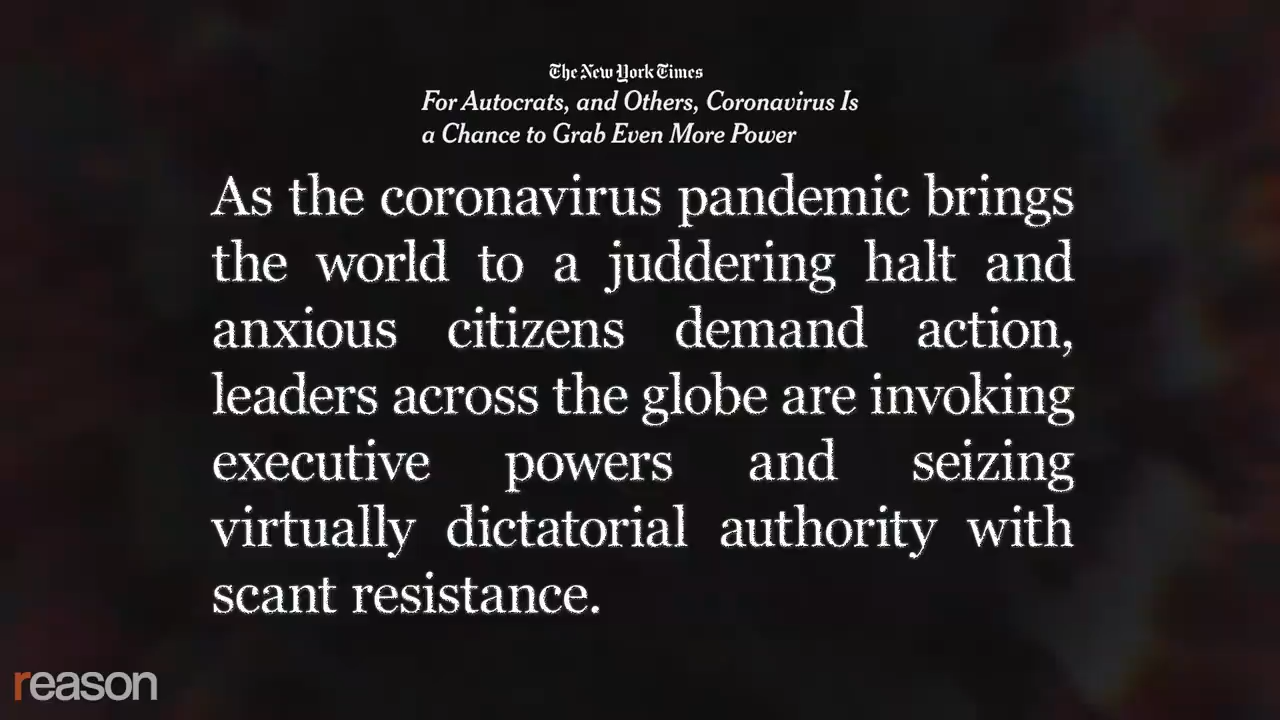 The New York Times
For Autocrats, and Others, Coronavirus Is
a Chance to Grab Even More Power
As the coronavirus pandemic brings
the world to a juddering halt and
anxious citizens demand action,
leaders across the globe are invoking
executive powers and seizing
virtually dictatorial authority with
scant resistance.
reason